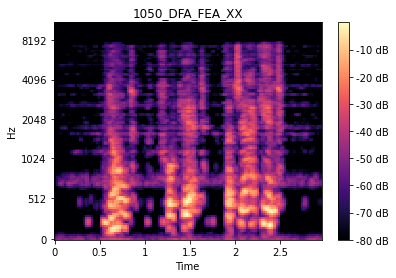 1050_DFA_FEA_XX
Hz
8192
4096
2048
1024
512
0
0
0.5
1
1.5
2
2.5
Time
-10 dB
-20 dB
-30 dB
-40 dB
-50 dB
-60 dB
-70 dB
-80 dB